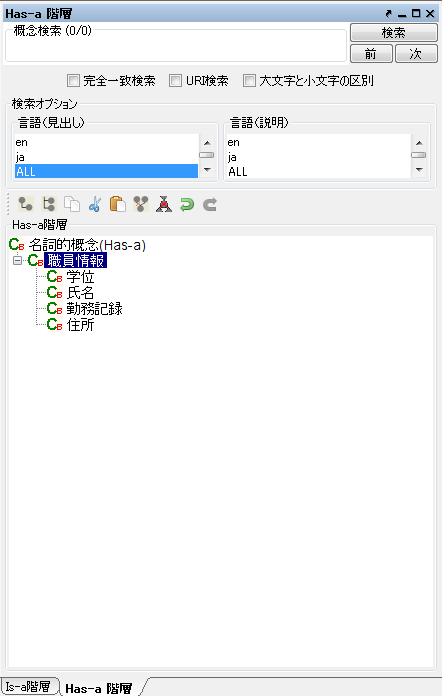 Has-a 階層
概念検索 (0/0)
検索
前 次
完全一致検索 URI検索 大文字と小文字の区別
検索オプション
言語(見出し) 言語(説明)
en en
ja ja
ALL ALL
Has-a階層
名詞的概念(Has-a)
職員情報
学位
氏名
勤務記録
住所
Is-a階層 Has-a 階層